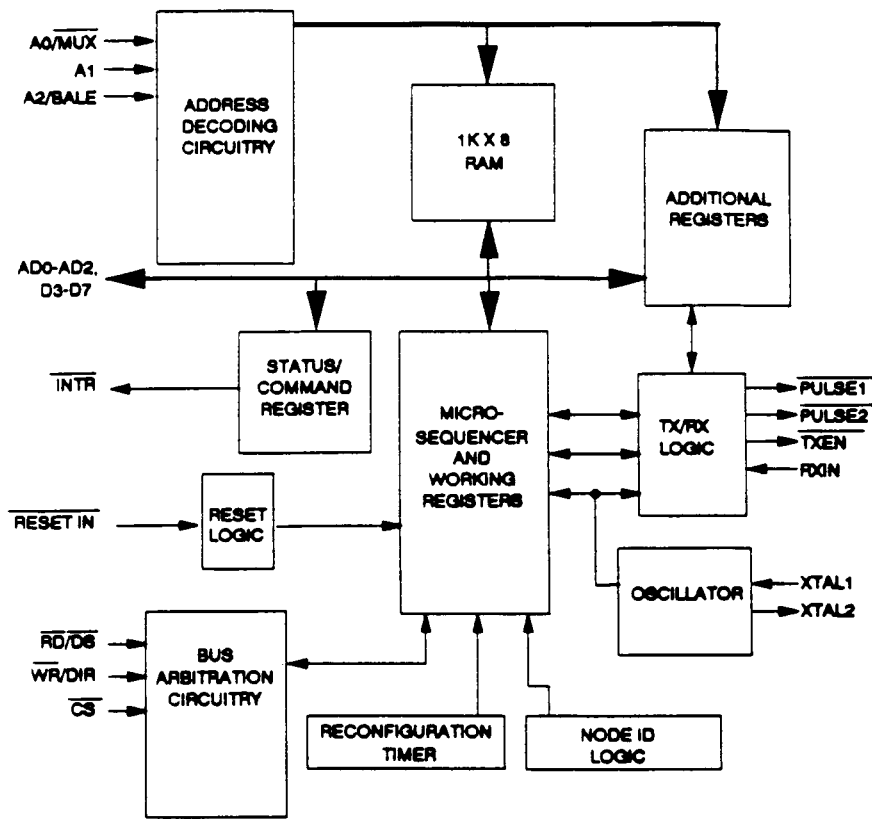 A0/MUX
A1
A2/BALE
ADDRESS
DECODING
CIRCUITRY
1K X 8
RAM
ADDITIONAL
REGISTERS
AD0-AD2,
D3-D7
INTR
STATUS/
COMMAND
REGISTER
MICRO-
SEQUENCER
AND
WORKING
REGISTERS
TX/RX
LOGIC
PULSE1
PULSE2
TXEN
RXIN
RESET IN
RESET
LOGIC
OSCILLATOR
XTAL1
XTAL2
RD/DS
WR/DIR
CS
BUS
ARBITRATION
CIRCUITRY
RECONFIGURATION
TIMER
NODE ID
LOGIC